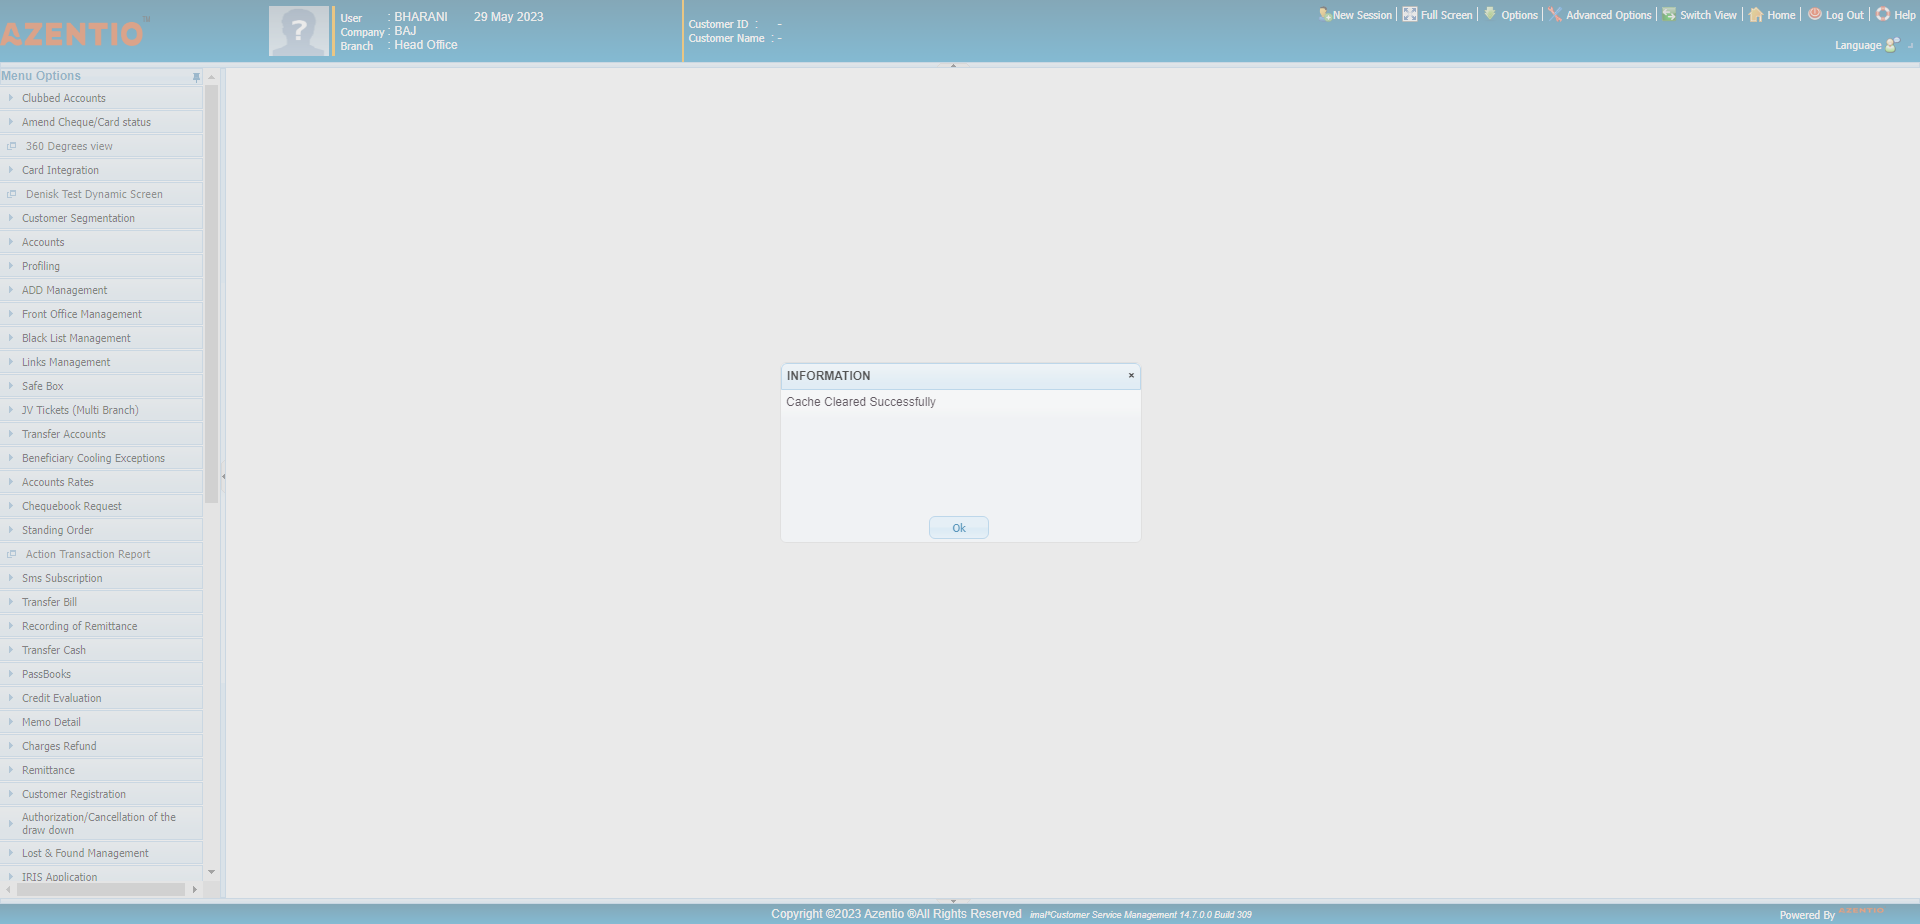 AZENTIO™
User : BHARANI 29 May 2023
Company : BAJ
Branch : Head Office
Customer ID : -
Customer Name : -
New Session | Full Screen | Options | Advanced Options | Switch View | Home | Log Out | Help
Language
Menu Options
Clubbed Accounts
Amend Cheque/Card status
360 Degrees view
Card Integration
Denisk Test Dynamic Screen
Customer Segmentation
Accounts
Profiling
ADD Management
Front Office Management
Black List Management
Links Management
Safe Box
JV Tickets (Multi Branch)
Transfer Accounts
Beneficiary Cooling Exceptions
Accounts Rates
Chequebook Request
Standing Order
Action Transaction Report
Sms Subscription
Transfer Bill
Recording of Remittance
Transfer Cash
PassBooks
Credit Evaluation
Memo Detail
Charges Refund
Remittance
Customer Registration
Authorization/Cancellation of the
draw down
Lost & Found Management
IRIS Application
INFORMATION
Cache Cleared Successfully
Ok
Copyright ©2023 Azentio ®All Rights Reserved imal*Customer Service Management 14.7.0.0 Build 309
Powered By AZENTIO